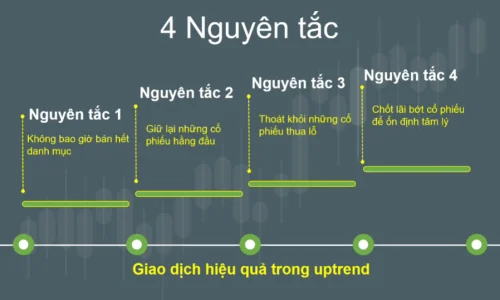 4 Nguyên tắc
Nguyên tắc 1
Không bao giờ bán hết
danh mục
Nguyên tắc 2
Giữ lại những cổ
phiếu hàng đầu
Nguyên tắc 3
Thoát khỏi những cổ
phiếu thua lỗ
Nguyên tắc 4
Chốt lãi bớt cổ phiếu
để ổn định tâm lý
Giao dịch hiệu quả trong uptrend